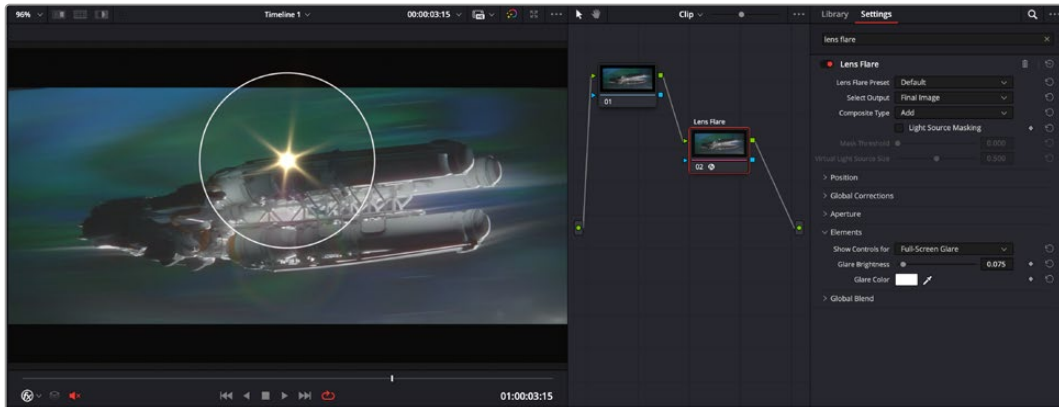 96%
Timeline 1
00:00:03:15
Clip
Library Settings
lens flare
Lens Flare
Lens Flare Preset Default
Select Output Final Image
Composite Type Add
Light Source Masking
Mask Threshold 0.000
Virtual Light Source Size 0.500
Position
Global Corrections
Aperture
Elements
Show Controls for Full-Screen Glare
Glare Brightness 0.075
Glare Color
Global Blend
01
Lens Flare
02
01:00:03:15